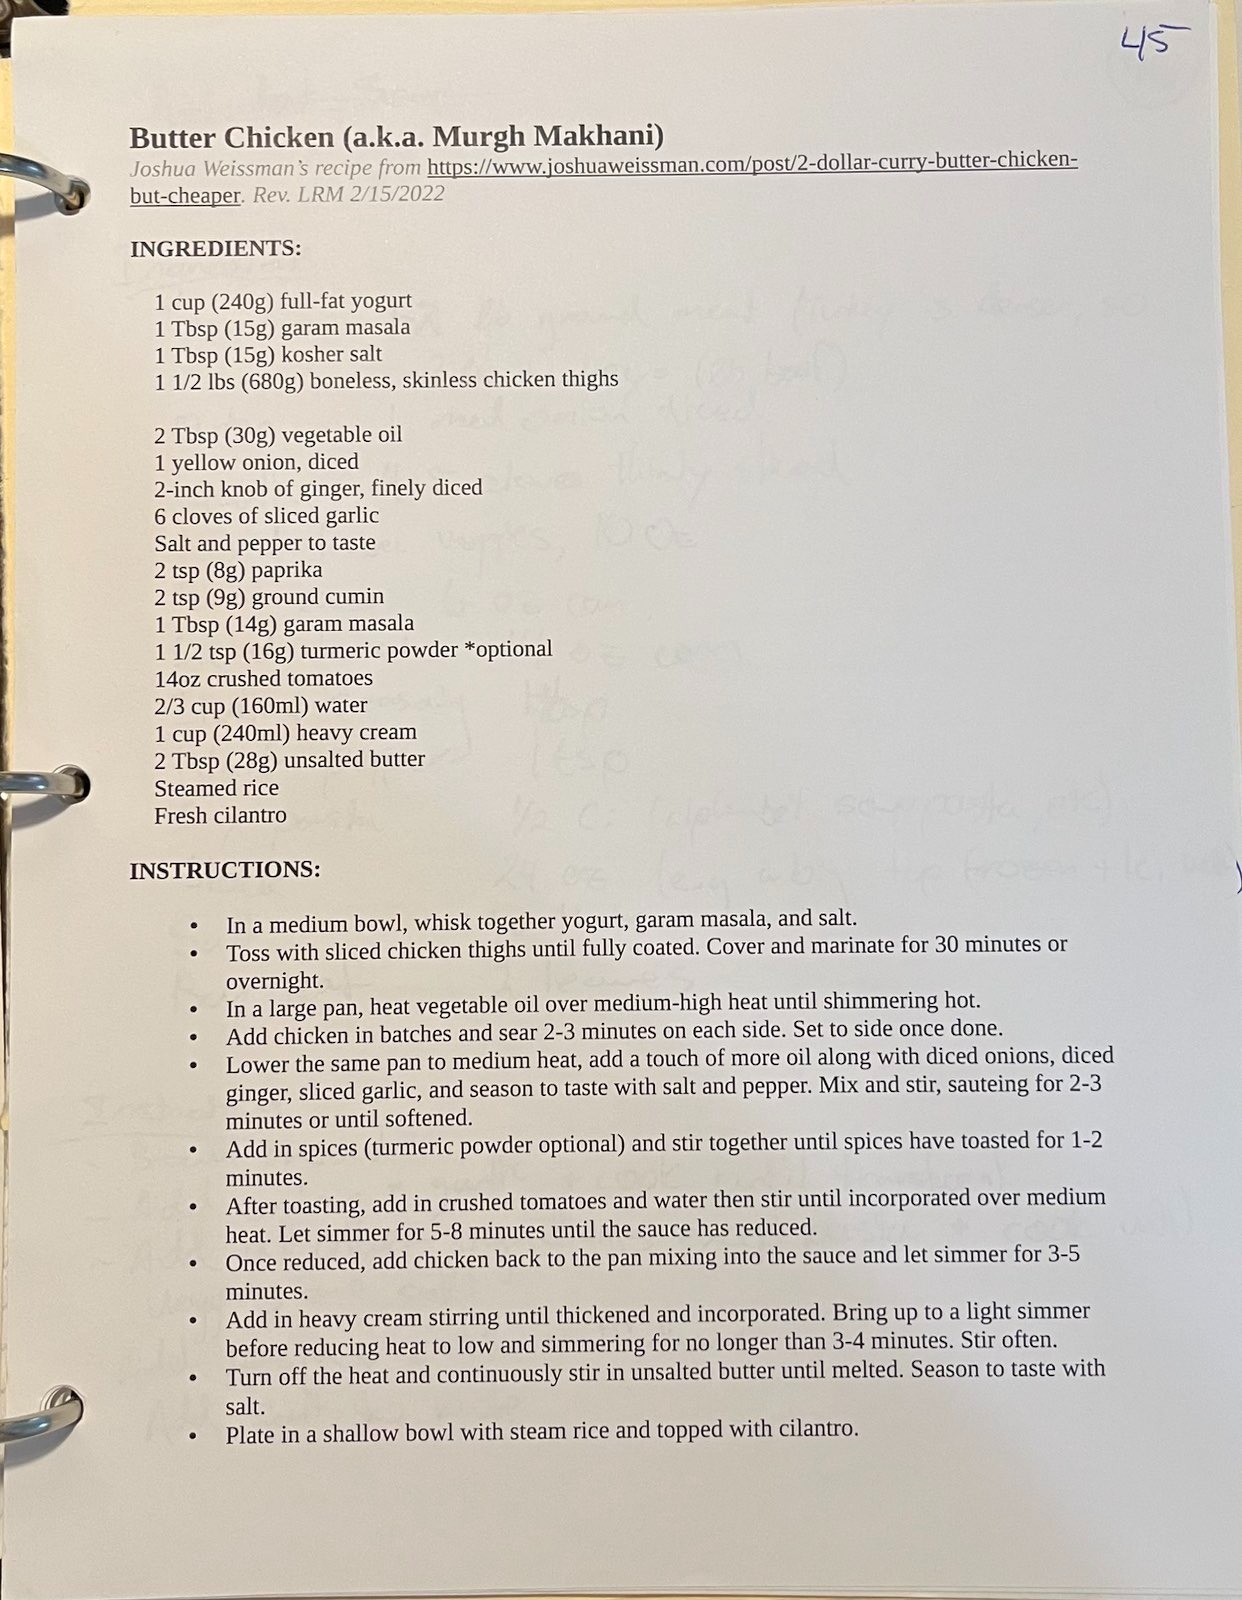 45
Butter Chicken (a.k.a. Murgh Makhani)
Joshua Weissman's recipe from https://www.joshuaweissman.com/post/2-dollar-curry-butter-chicken-
but-cheaper. Rev. LRM 2/15/2022
INGREDIENTS:
1 cup (240g) full-fat yogurt
1 Tbsp (15g) garam masala
1 Tbsp (15g) kosher salt
1 1/2 lbs (680g) boneless, skinless chicken thighs
2 Tbsp (30g) vegetable oil
1 yellow onion, diced
2-inch knob of ginger, finely diced
6 cloves of sliced garlic
Salt and pepper to taste
2 tsp (8g) paprika
2 tsp (9g) ground cumin
1 Tbsp (14g) garam masala
1 1/2 tsp (16g) turmeric powder *optional
14oz crushed tomatoes
2/3 cup (160ml) water
1 cup (240ml) heavy cream
2 Tbsp (28g) unsalted butter
Steamed rice
Fresh cilantro
INSTRUCTIONS:
• In a medium bowl, whisk together yogurt, garam masala, and salt.
• Toss with sliced chicken thighs until fully coated. Cover and marinate for 30 minutes or
overnight.
• In a large pan, heat vegetable oil over medium-high heat until shimmering hot.
• Add chicken in batches and sear 2-3 minutes on each side. Set to side once done.
• Lower the same pan to medium heat, add a touch of more oil along with diced onions, diced
ginger, sliced garlic, and season to taste with salt and pepper. Mix and stir, sauteing for 2-3
minutes or until softened.
• Add in spices (turmeric powder optional) and stir together until spices have toasted for 1-2
minutes.
• After toasting, add in crushed tomatoes and water then stir until incorporated over medium
heat. Let simmer for 5-8 minutes until the sauce has reduced.
• Once reduced, add chicken back to the pan mixing into the sauce and let simmer for 3-5
minutes.
• Add in heavy cream stirring until thickened and incorporated. Bring up to a light simmer
before reducing heat to low and simmering for no longer than 3-4 minutes. Stir often.
• Turn off the heat and continuously stir in unsalted butter until melted. Season to taste with
salt.
• Plate in a shallow bowl with steam rice and topped with cilantro.